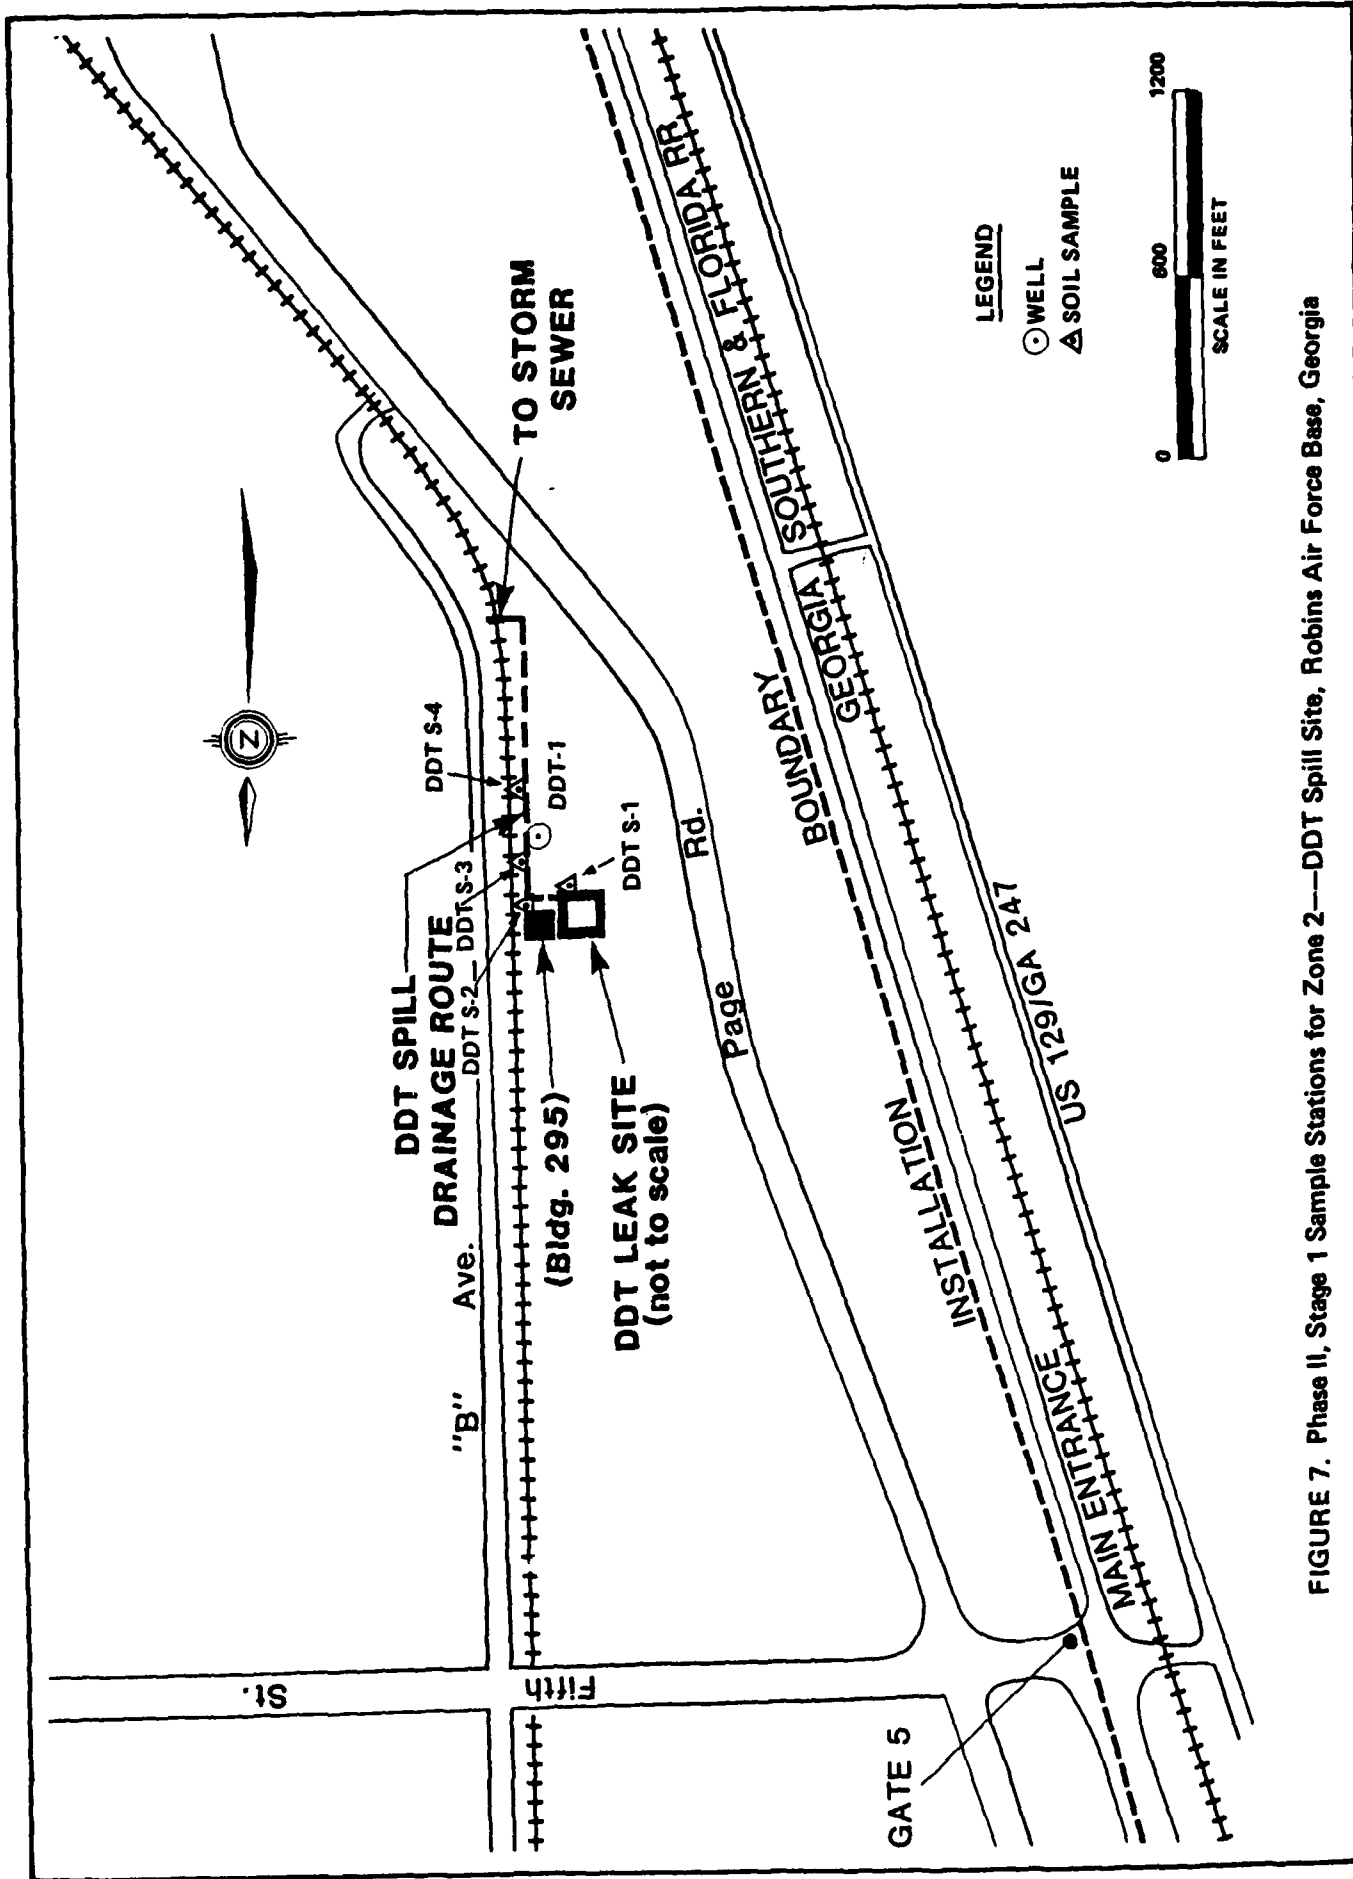 N
DDT SPILL
DRAINAGE ROUTE
DDT S-2
DDT S-3
DDT S-4
TO STORM
SEWER
"B" Ave.
DDT-1
DDT S-1
(Bldg. 295)
DDT LEAK SITE
(not to scale)
Fifth St.
Page Rd.
GATE 5
INSTALLATION BOUNDARY
MAIN ENTRANCE
GEORGIA SOUTHERN & FLORIDA RR
US 129/GA 247
LEGEND
WELL
SOIL SAMPLE
0 600 1200
SCALE IN FEET
FIGURE 7. Phase II, Stage 1 Sample Stations for Zone 2—DDT Spill Site, Robins Air Force Base, Georgia